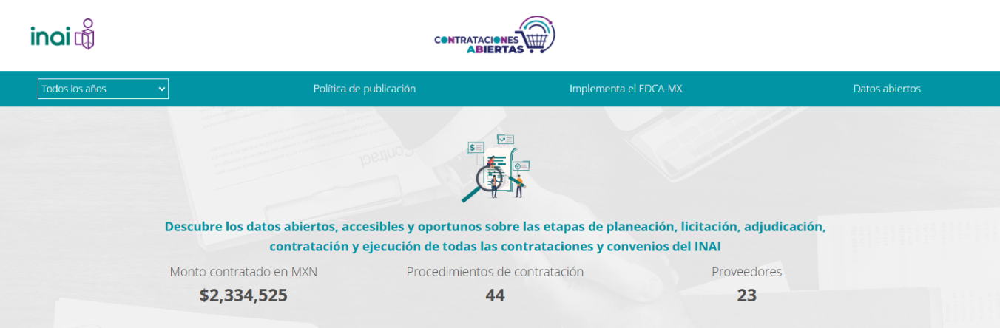 inai
CONTRATACIONES
ABIERTAS
Todos los años
Política de publicación
Implementa el EDCA-MX
Datos abiertos
Contract
$
Descubre los datos abiertos, accesibles y oportunos sobre las etapas de planeación, licitación, adjudicación,
contratación y ejecución de todas las contrataciones y convenios del INAI
Monto contratado en MXN
Procedimientos de contratación
Proveedores
$2,334,525
44
23